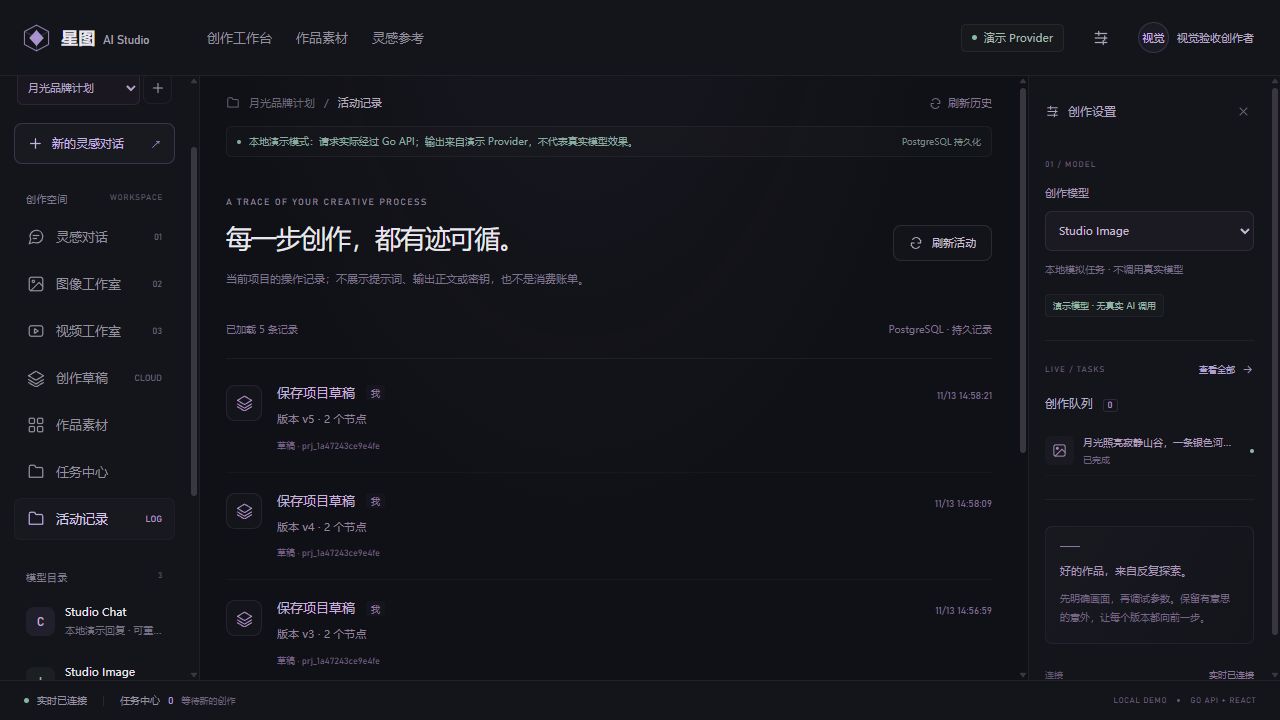 星图 AI Studio
创作工作台 作品素材 灵感参考
演示 Provider
视觉 视觉验收创作者
月光品牌计划
新的灵感对话
创作空间 WORKSPACE
灵感对话 01
图像工作室 02
视频工作室 03
创作草稿 CLOUD
作品素材
任务中心
活动记录 LOG
模型目录 3
C Studio Chat
本地演示回复 · 可重...
Studio Image
月光品牌计划 / 活动记录
刷新历史
本地演示模式：请求实际经过 Go API；输出来自演示 Provider，不代表真实模型效果。 PostgreSQL 持久化
A TRACE OF YOUR CREATIVE PROCESS
每一步创作，都有迹可循。
刷新活动
当前项目的操作记录；不展示提示词、输出正文或密钥，也不是消费账单。
已加载 5 条记录 PostgreSQL · 持久记录
保存项目草稿 我 11/13 14:58:21
版本 v5 · 2 个节点
草稿 · prj_1a47243ce9e4fe
保存项目草稿 我 11/13 14:58:09
版本 v4 · 2 个节点
草稿 · prj_1a47243ce9e4fe
保存项目草稿 我 11/13 14:56:59
版本 v3 · 2 个节点
草稿 · prj_1a47243ce9e4fe
创作设置
01 / MODEL
创作模型
Studio Image
本地模拟任务 · 不调用真实模型
演示模型 · 无真实 AI 调用
LIVE / TASKS 查看全部
创作队列 0
月光照亮寂静山谷，一条银色河...
已完成
好的作品，来自反复探索。
先明确画面，再调试参数。保留有意思
的意外，让每个版本都向前一步。
连接 实时已连接
实时已连接 任务中心 0 等待新的创作
LOCAL DEMO • GO API + REACT